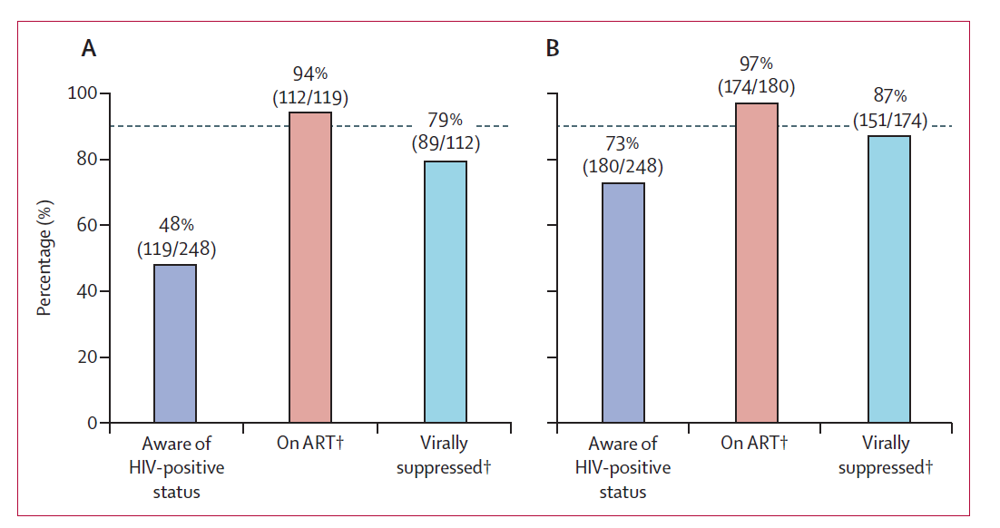 A
B
Percentage (%)
100
80
60
40
20
0
48%
(119/248)
94%
(112/119)
79%
(89/112)
Aware of
HIV-positive
status
On ART†
Virally
suppressed†
73%
(180/248)
97%
(174/180)
87%
(151/174)
Aware of
HIV-positive
status
On ART†
Virally
suppressed†